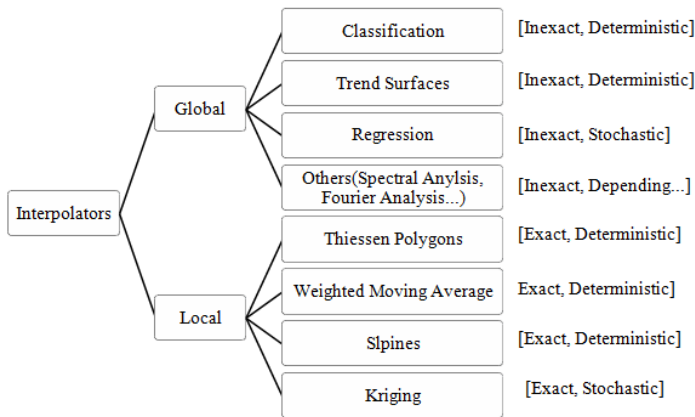 Classification [Inexact, Deterministic]
Trend Surfaces [Inexact, Deterministic]
Global
Regression [Inexact, Stochastic]
Others(Spectral Anylsis,
Fourier Analysis...) [Inexact, Depending...]
Interpolators
Thiessen Polygons [Exact, Deterministic]
Weighted Moving Average Exact, Deterministic]
Local
Slpines [Exact, Deterministic]
Kriging [Exact, Stochastic]